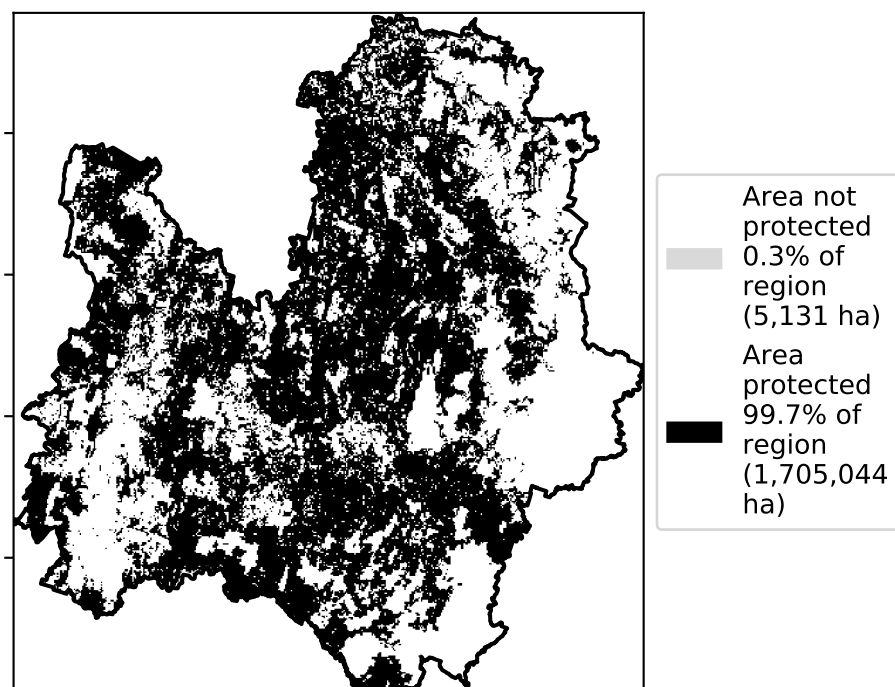 Area not
protected
0.3% of
region
(5,131 ha)
Area
protected
99.7% of
region
(1,705,044
ha)